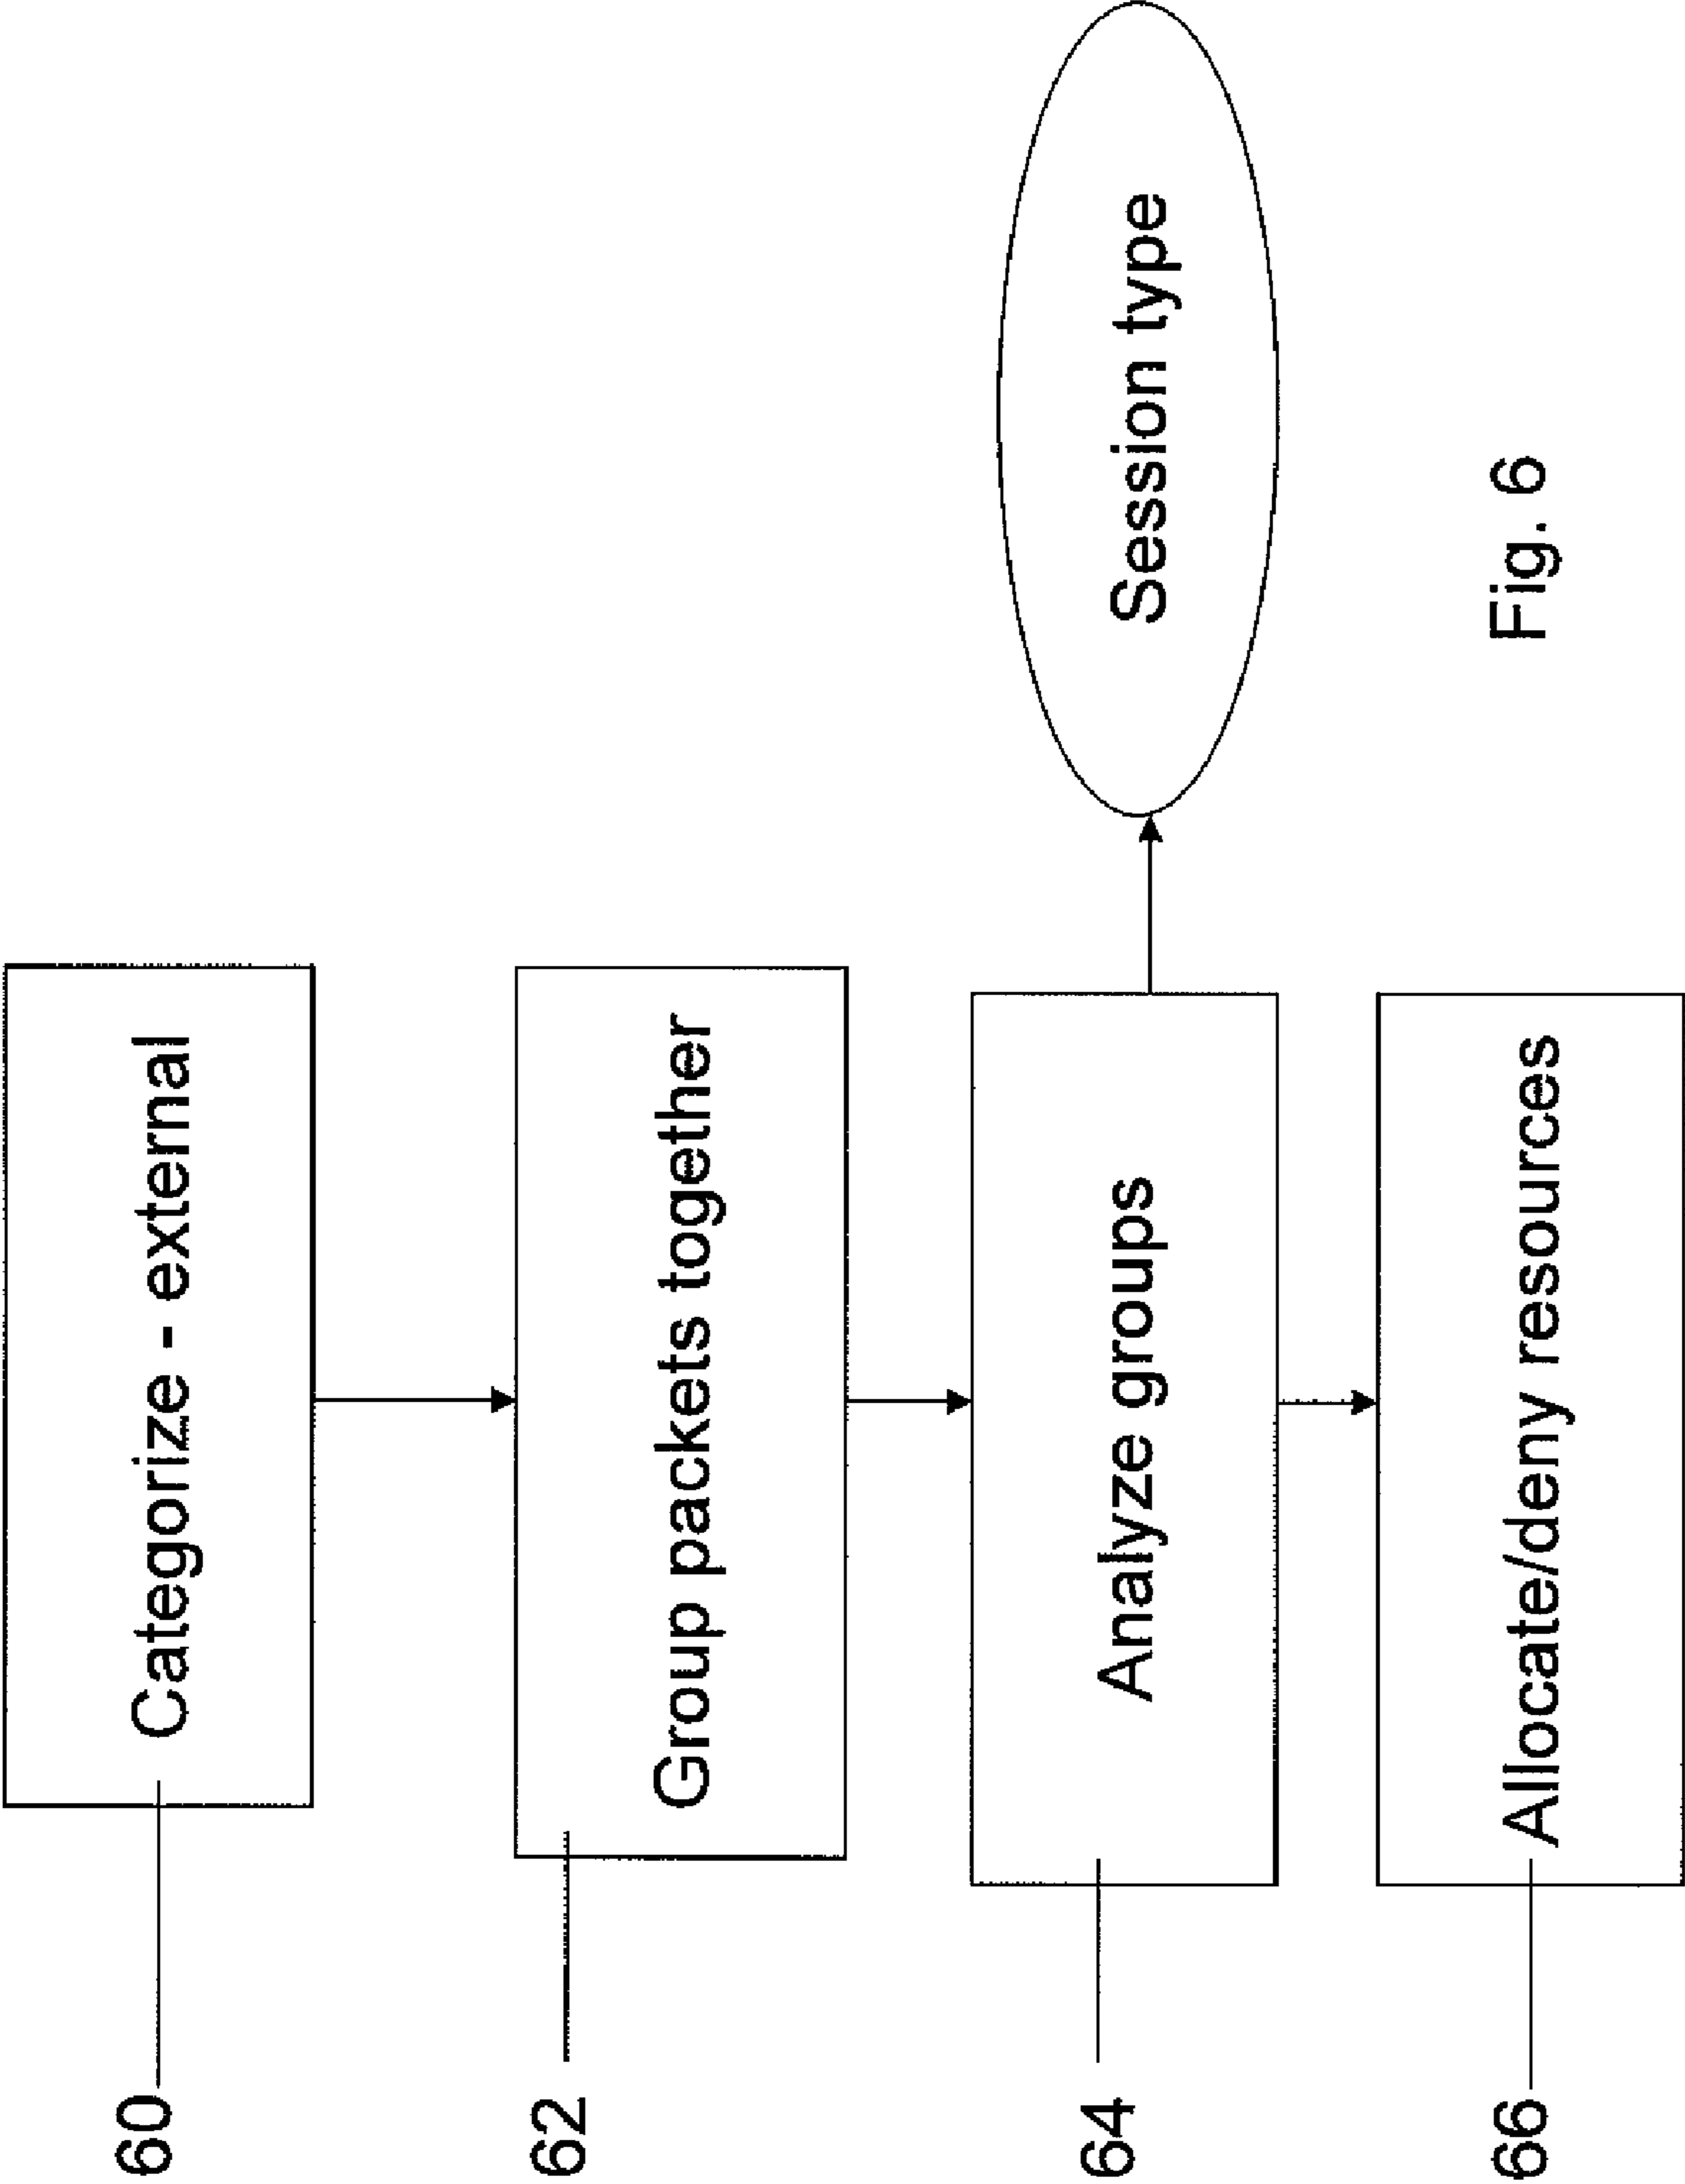 60
Categorize - external
62
Group packets together
64
Analyze groups
Session type
66
Allocate/deny resources
Fig. 6